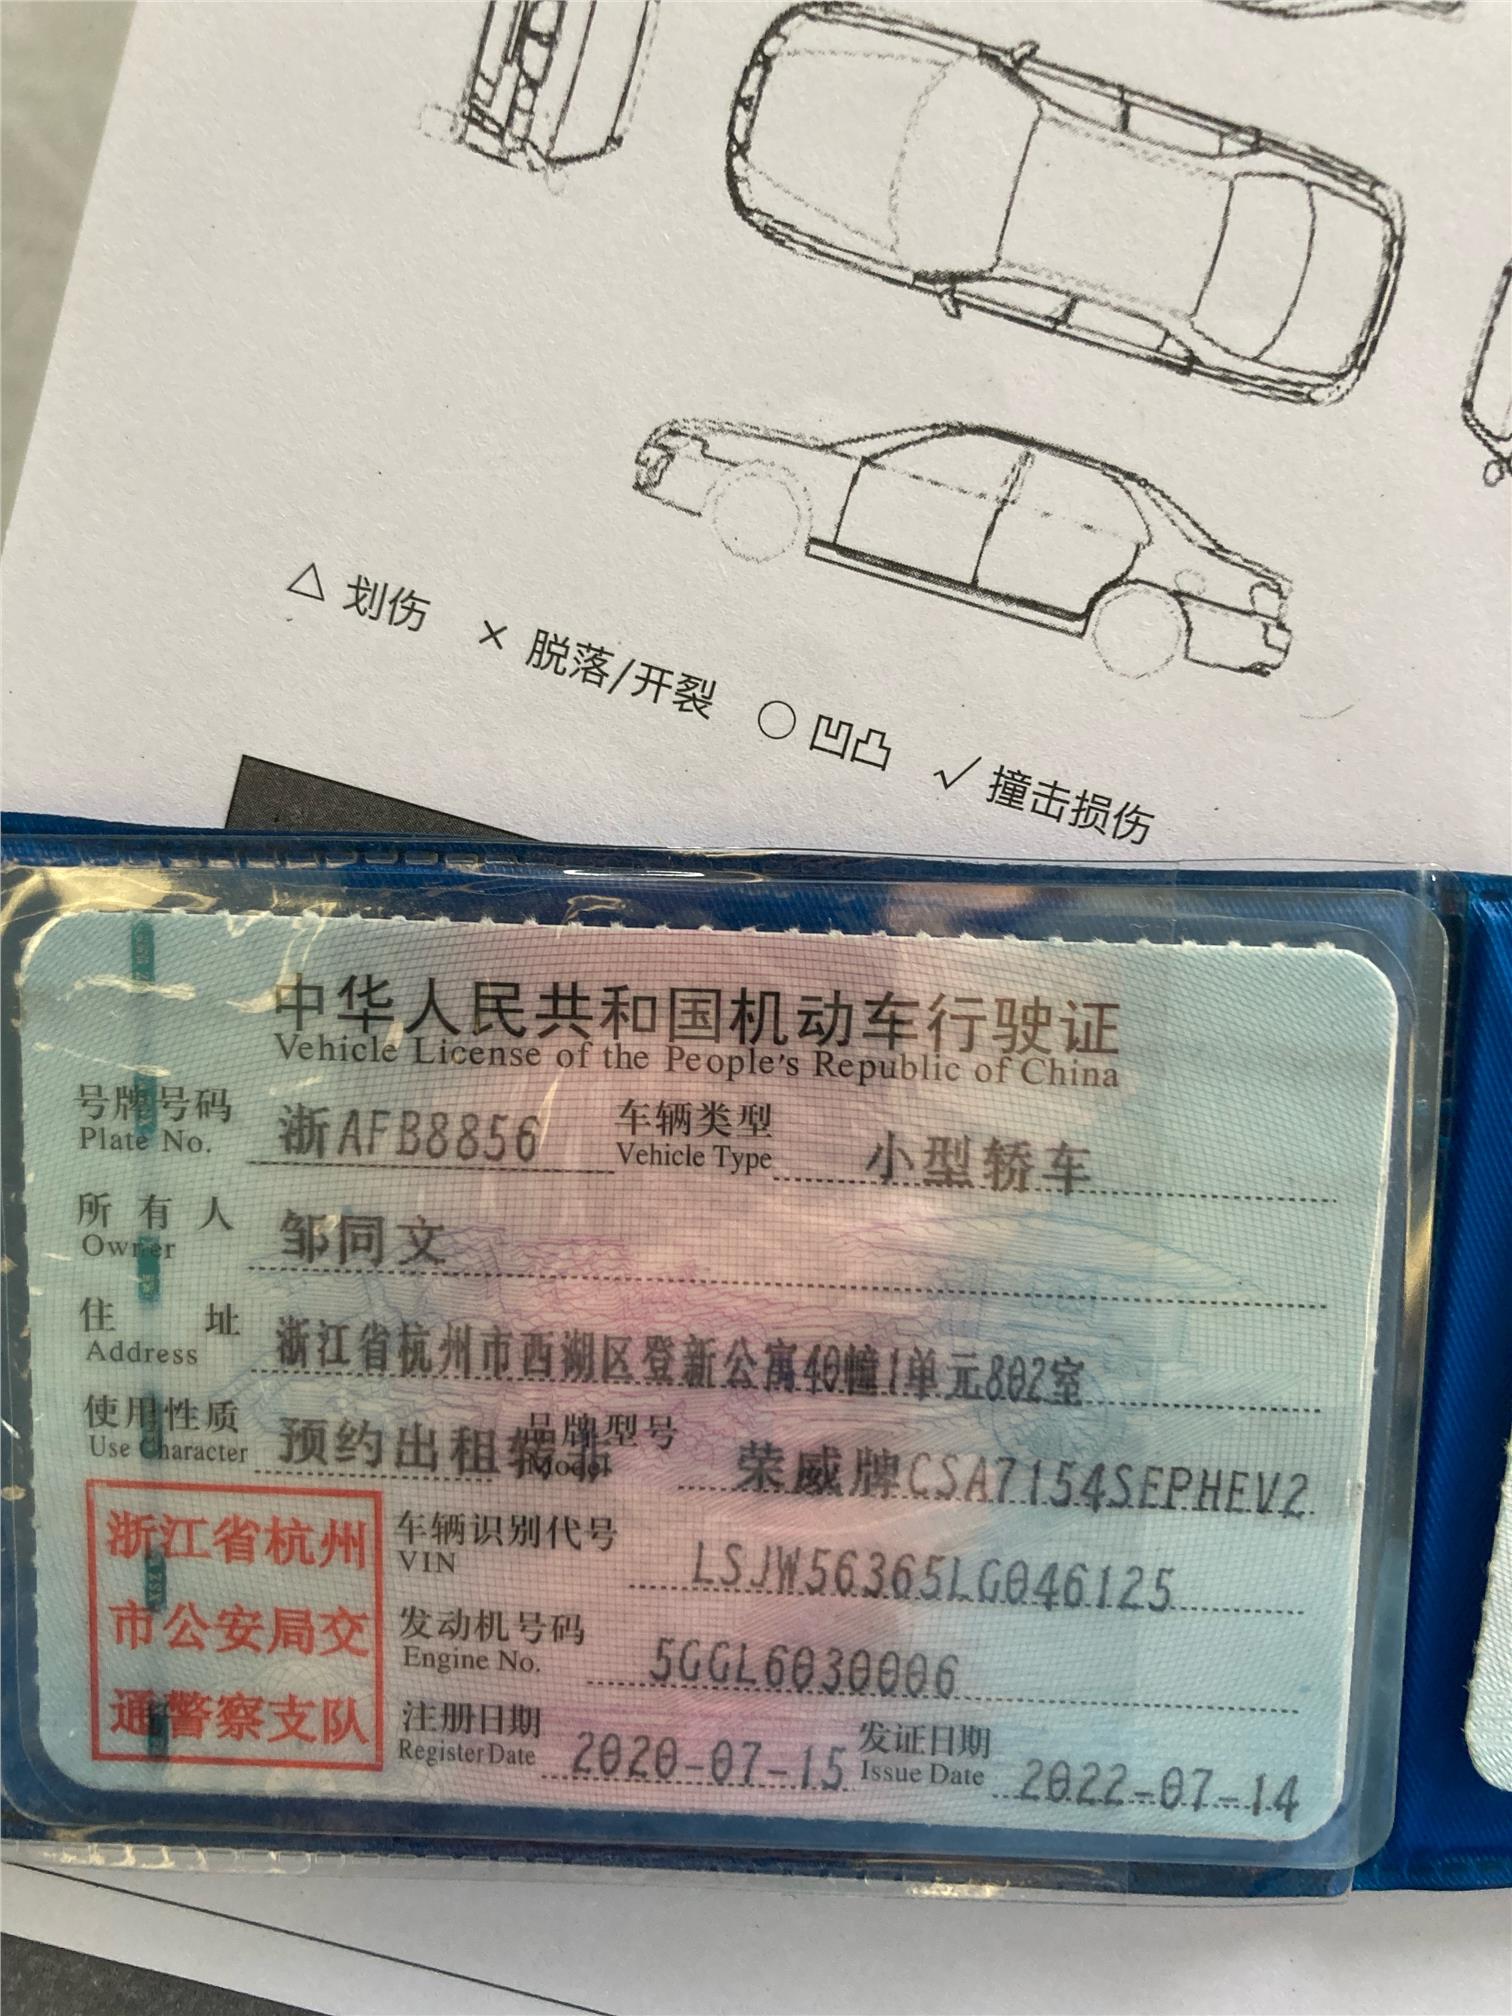 △ 划伤 × 脱落/开裂 ○ 凹凸 √ 撞击损伤
中华人民共和国机动车行驶证
Vehicle License of the People's Republic of China
号牌号码 浙AFB8856 车辆类型 小型轿车
Plate No. Vehicle Type
所有人 邹同文
Owner
住址 浙江省杭州市西湖区登新公寓40幢1单元802室
Address
使用性质 预约出租转非 品牌型号 荣威牌CSA7154SEPHEV2
Use Character Model
浙江省杭州
市公安局交
通警察支队
车辆识别代号 LSJW56365LG046125
VIN
发动机号码 5GGL6030006
Engine No.
注册日期 2020-07-15 发证日期 2022-07-14
Register Date Issue Date